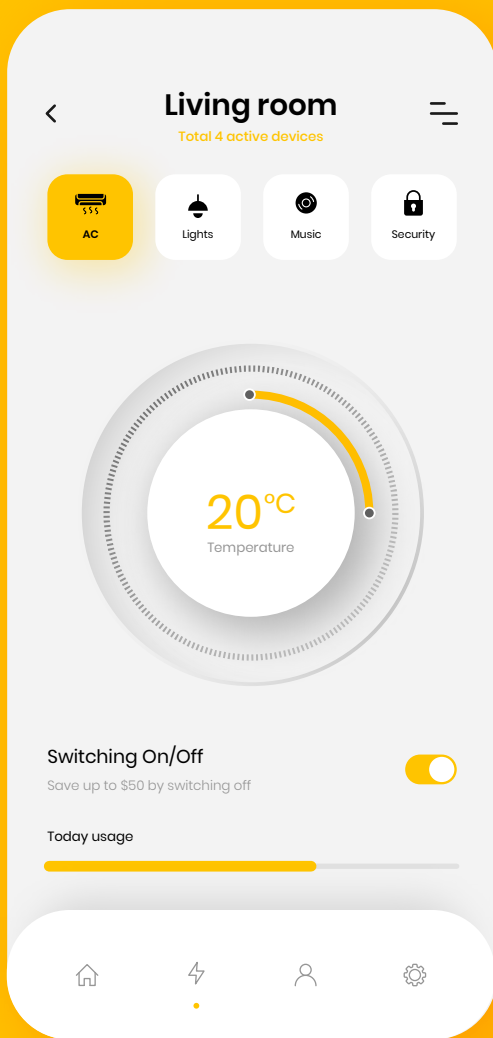 Living room
Total 4 active devices
AC
Lights
Music
Security
20°C
Temperature
Switching On/Off
Save up to $50 by switching off
Today usage